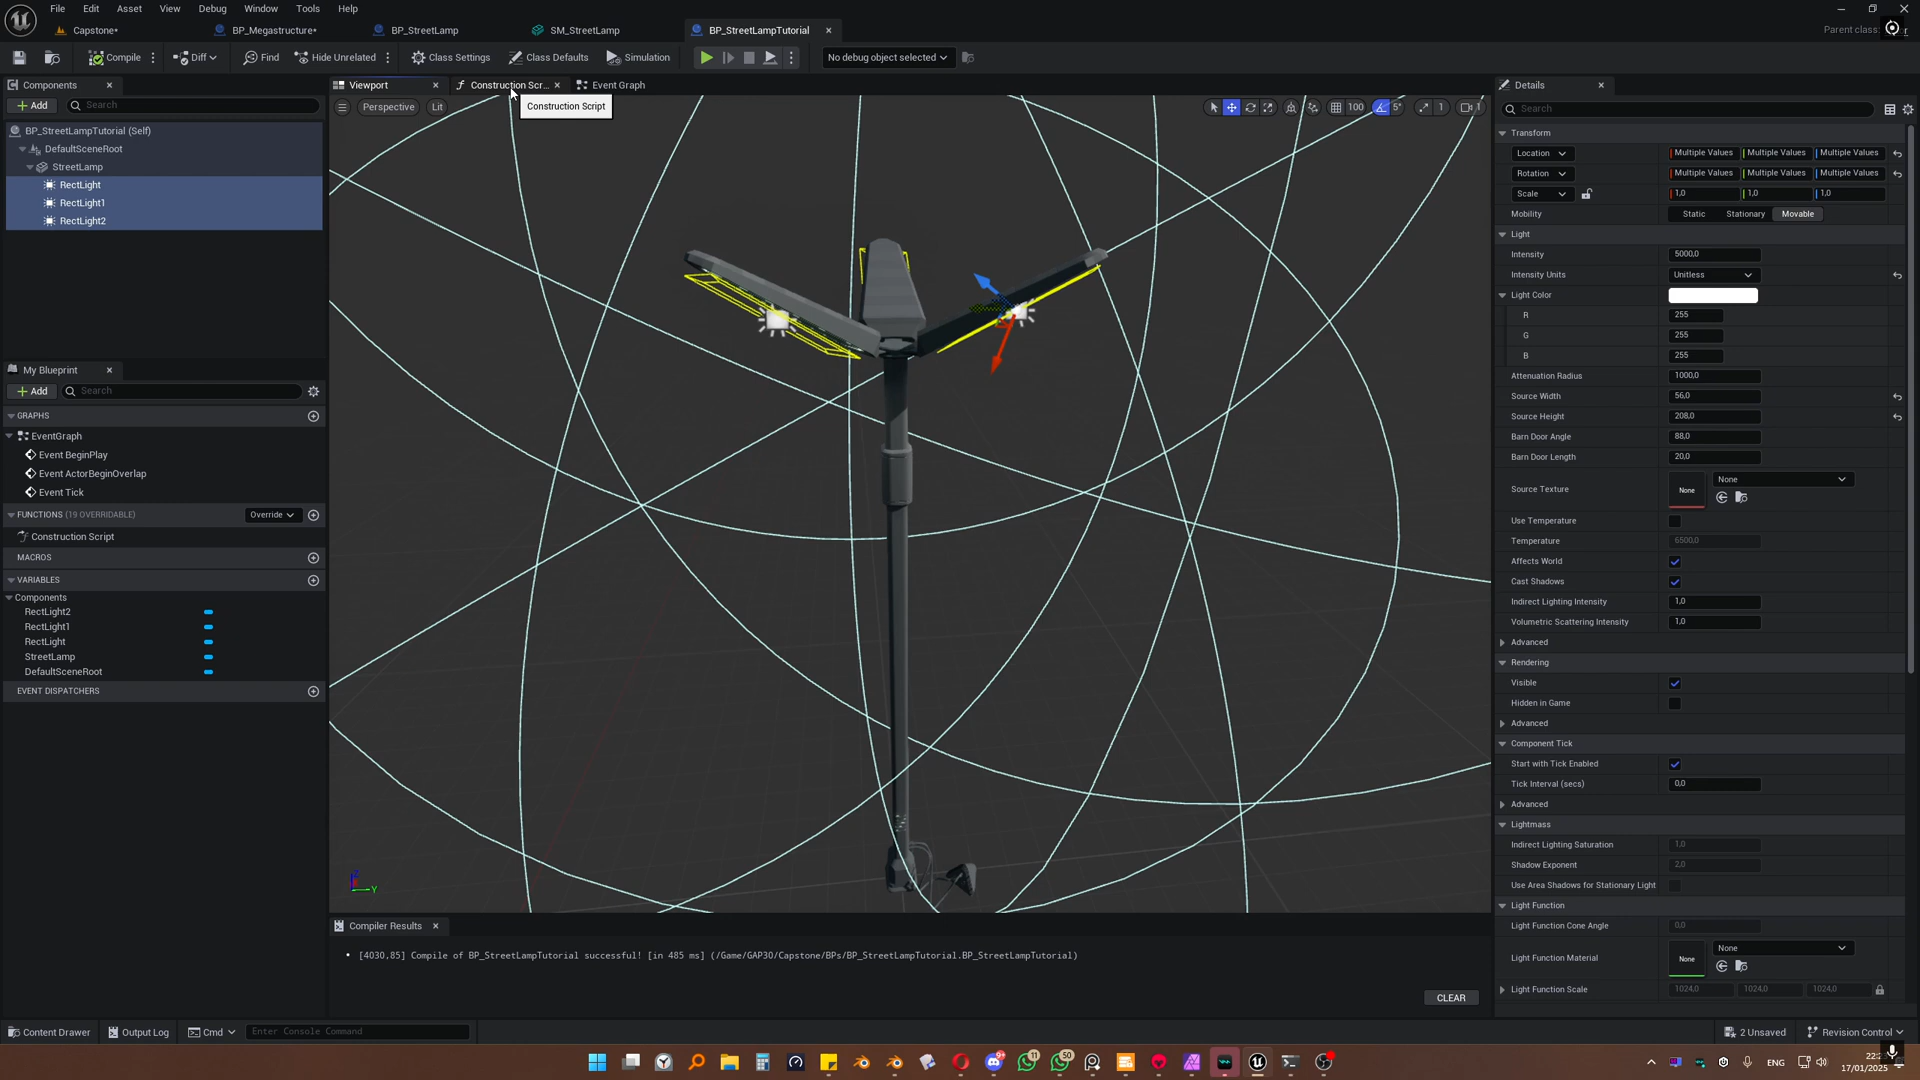 File Edit Asset View Debug Window Tools Help
Capstone* BP_Megastructure* BP_StreetLamp SM_StreetLamp BP_StreetLampTutorial
Parent class:
Compile Diff Find Hide Unrelated Class Settings Class Defaults Simulation No debug object selected
Components
Add Search
BP_StreetLampTutorial (Self)
DefaultSceneRoot
StreetLamp
RectLight
RectLight1
RectLight2
My Blueprint
Add Search
GRAPHS
EventGraph
Event BeginPlay
Event ActorBeginOverlap
Event Tick
FUNCTIONS (19 OVERRIDABLE) Override
Construction Script
MACROS
VARIABLES
Components
RectLight2
RectLight1
RectLight
StreetLamp
DefaultSceneRoot
EVENT DISPATCHERS
Viewport Construction Scr... Event Graph
Construction Script
Perspective Lit 100 5° 1 1
Z Y
Compiler Results
[4030,85] Compile of BP_StreetLampTutorial successful! [in 485 ms] (/Game/GAP30/Capstone/BPs/BP_StreetLampTutorial.BP_StreetLampTutorial)
CLEAR
Details
Search
Transform
Location Multiple Values Multiple Values Multiple Values
Rotation Multiple Values Multiple Values Multiple Values
Scale 1,0 1,0 1,0
Mobility Static Stationary Movable
Light
Intensity 5000,0
Intensity Units Unitless
Light Color
R 255
G 255
B 255
Attenuation Radius 1000,0
Source Width 56,0
Source Height 208,0
Barn Door Angle 88,0
Barn Door Length 20,0
Source Texture None None
Use Temperature
Temperature 6500,0
Affects World
Cast Shadows
Indirect Lighting Intensity 1,0
Volumetric Scattering Intensity 1,0
Advanced
Rendering
Visible
Hidden in Game
Advanced
Component Tick
Start with Tick Enabled
Tick Interval (secs) 0,0
Advanced
Lightmass
Indirect Lighting Saturation 1,0
Shadow Exponent 2,0
Use Area Shadows for Stationary Light
Light Function
Light Function Cone Angle 0,0
Light Function Material None None
Light Function Scale 1024,0 1024,0 1024,0
Content Drawer Output Log Cmd Enter Console Command 2 Unsaved Revision Control
ENG
17/01/2025